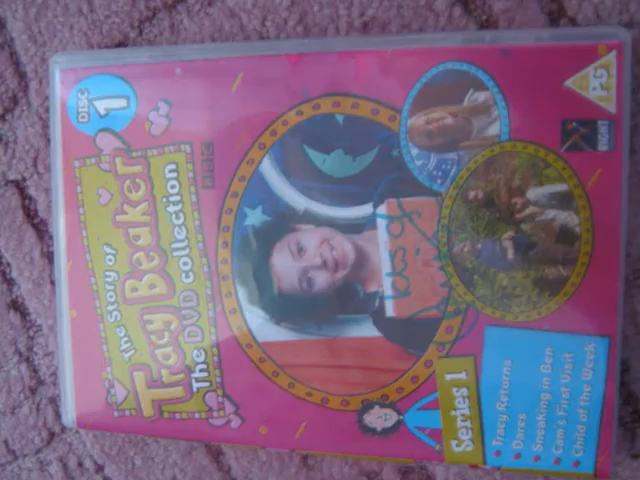 DISC
1
The Story of
Tracy Beaker
The DVD collection
BBC
PG
EIGHT
Series 1
Tracy Returns
Dares
Sneaking in Ben
Cam's First Visit
Child of the Week